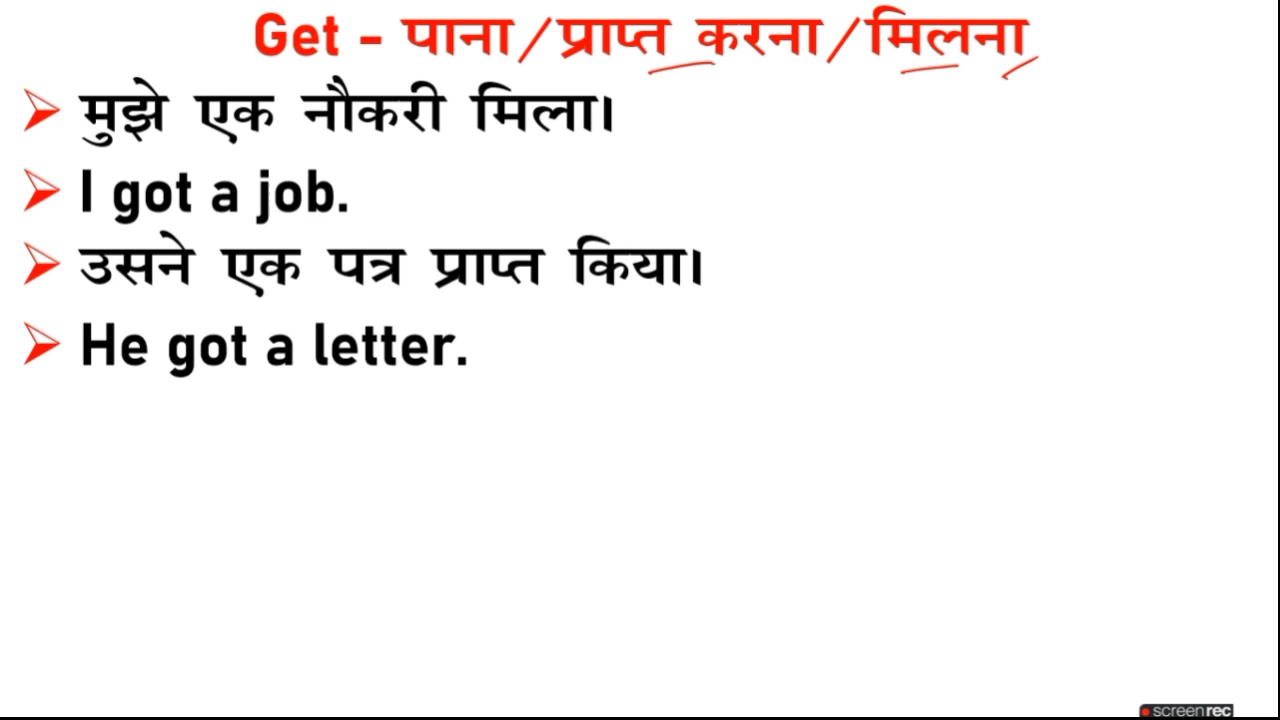 Get - पाना/प्राप्त करना/मिलना
मुझे एक नौकरी मिला।
I got a job.
उसने एक पत्र प्राप्त किया।
He got a letter.
screenrec